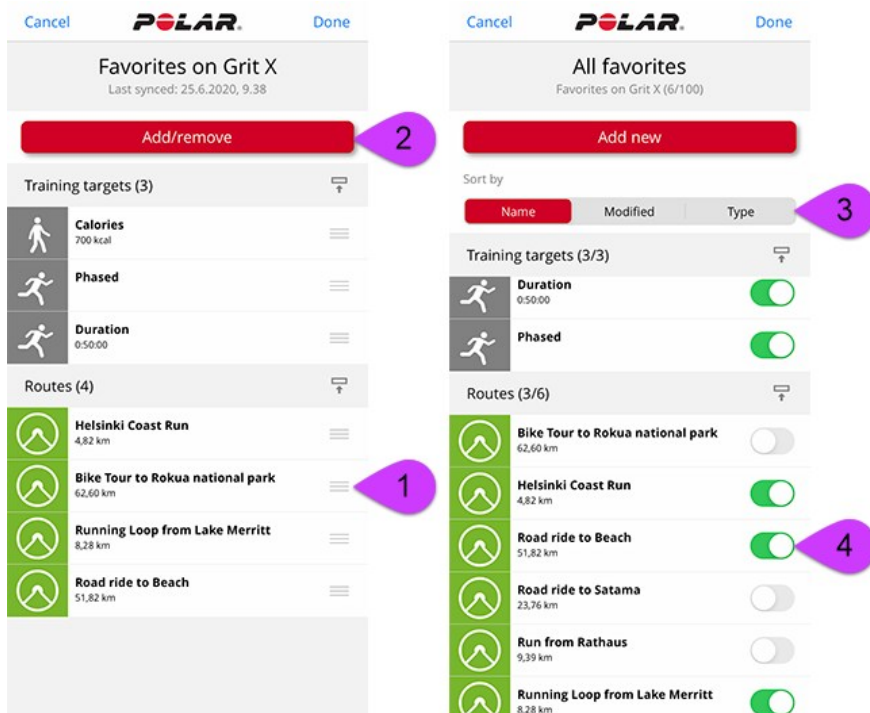 Cancel
POLAR.
Done
Favorites on Grit X
Last synced: 25.6.2020, 9.38
Add/remove
2
Training targets (3)
Calories
700 kcal
Phased
Duration
0:50:00
Routes (4)
Helsinki Coast Run
4,82 km
Bike Tour to Rokua national park
62,60 km
1
Running Loop from Lake Merritt
8,28 km
Road ride to Beach
51,82 km
Cancel
POLAR.
Done
All favorites
Favorites on Grit X (6/100)
Add new
Sort by
Name
Modified
Type
3
Training targets (3/3)
Duration
0:50:00
Phased
Routes (3/6)
Bike Tour to Rokua national park
62,60 km
Helsinki Coast Run
4,82 km
Road ride to Beach
51,82 km
4
Road ride to Satama
23,76 km
Run from Rathaus
9,39 km
Running Loop from Lake Merritt
8,28 km